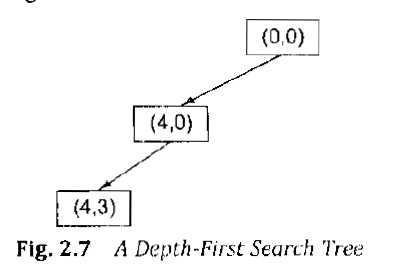 (0,0)
(4,0)
(4,3)
Fig. 2.7 A Depth-First Search Tree